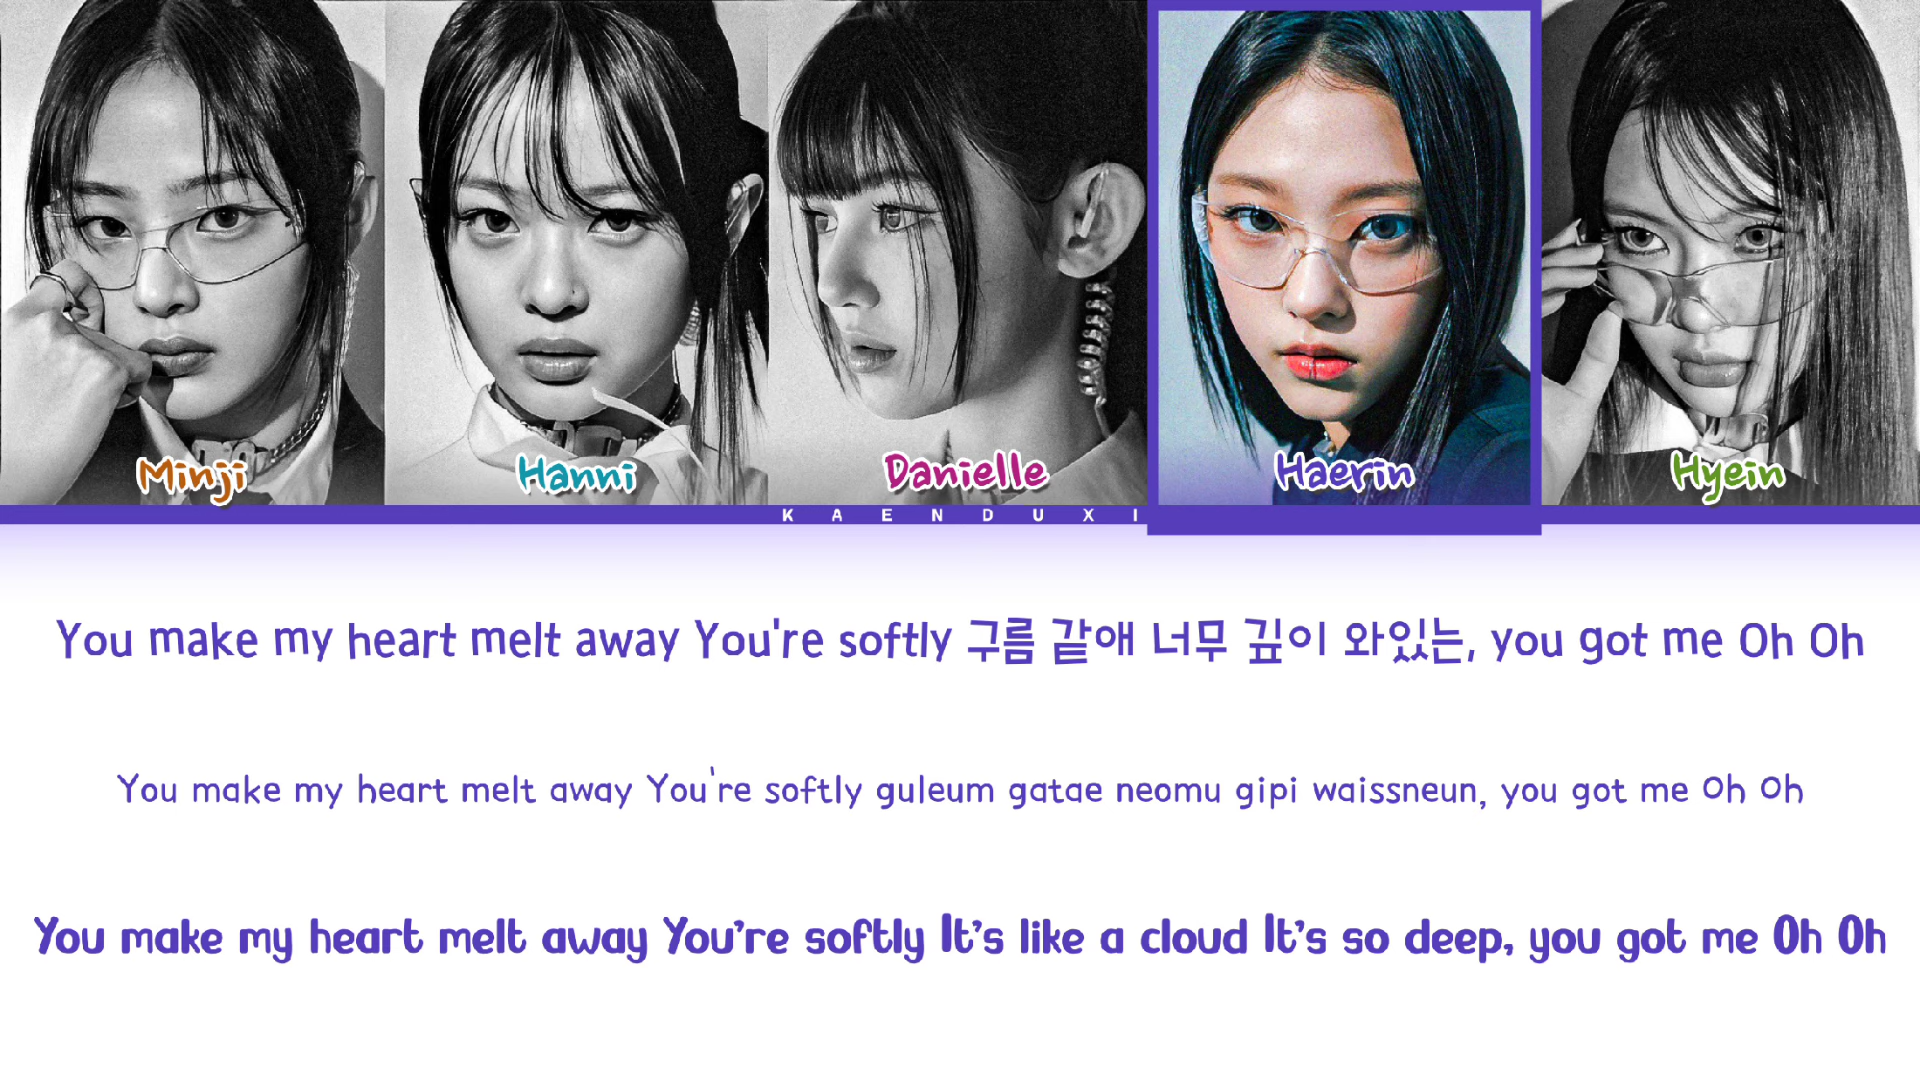 Minji
Hanni
Danielle
Haerin
Hyein
KAENDUXI
You make my heart melt away You're softly 구름 같애 너무 깊이 와있는, you got me Oh Oh
You make my heart melt away You're softly guleum gatae neomu gipi waissneun, you got me Oh Oh
You make my heart melt away You're softly It's like a cloud It's so deep, you got me Oh Oh